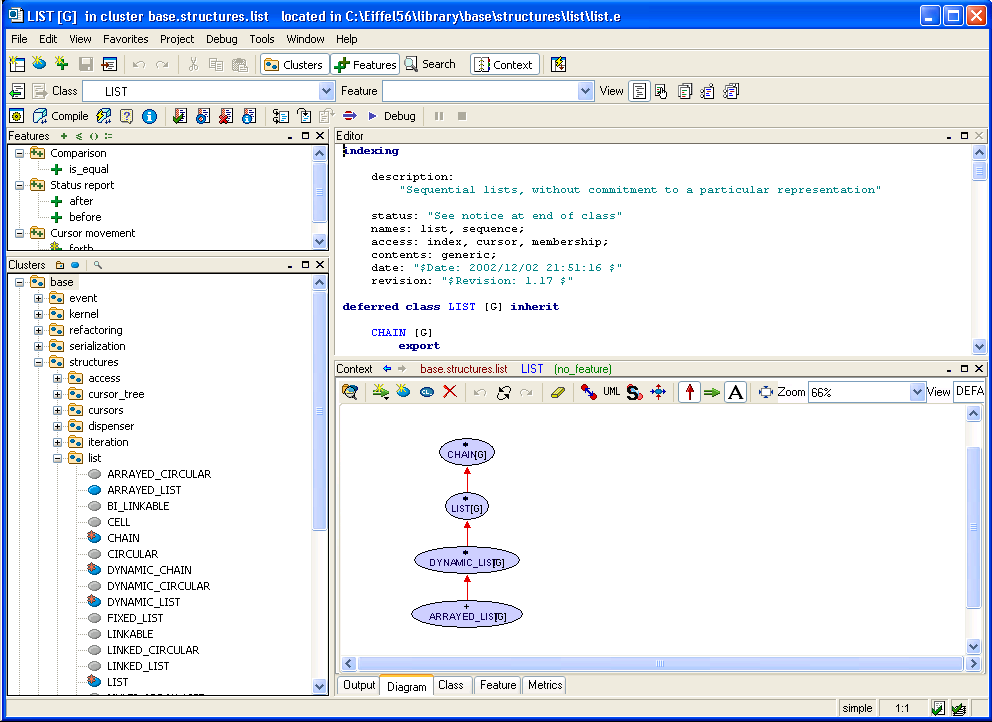 LIST [G]  in cluster base.structures.list   located in C:\Eiffel56\library\base\structures\list\list.e
File Edit View Favorites Project Debug Tools Window Help
Clusters Features Search Context
Class LIST Feature View
Compile Debug
Features
Comparison
is_equal
Status report
after
before
Cursor movement
forth
Clusters
base
event
kernel
refactoring
serialization
structures
access
cursor_tree
cursors
dispenser
iteration
list
ARRAYED_CIRCULAR
ARRAYED_LIST
BI_LINKABLE
CELL
CHAIN
CIRCULAR
DYNAMIC_CHAIN
DYNAMIC_CIRCULAR
DYNAMIC_LIST
FIXED_LIST
LINKABLE
LINKED_CIRCULAR
LINKED_LIST
LIST
Editor
indexing
description:
"Sequential lists, without commitment to a particular representation"
status: "See notice at end of class"
names: list, sequence;
access: index, cursor, membership;
contents: generic;
date: "$Date: 2002/12/02 21:51:16 $"
revision: "$Revision: 1.17 $"
deferred class LIST [G] inherit
CHAIN [G]
export
Context base.structures.list LIST (no_feature)
UML A Zoom 66% View DEFA
CHAIN[G]
LIST[G]
DYNAMIC_LIST[G]
ARRAYED_LIST[G]
Output Diagram Class Feature Metrics
simple 1:1